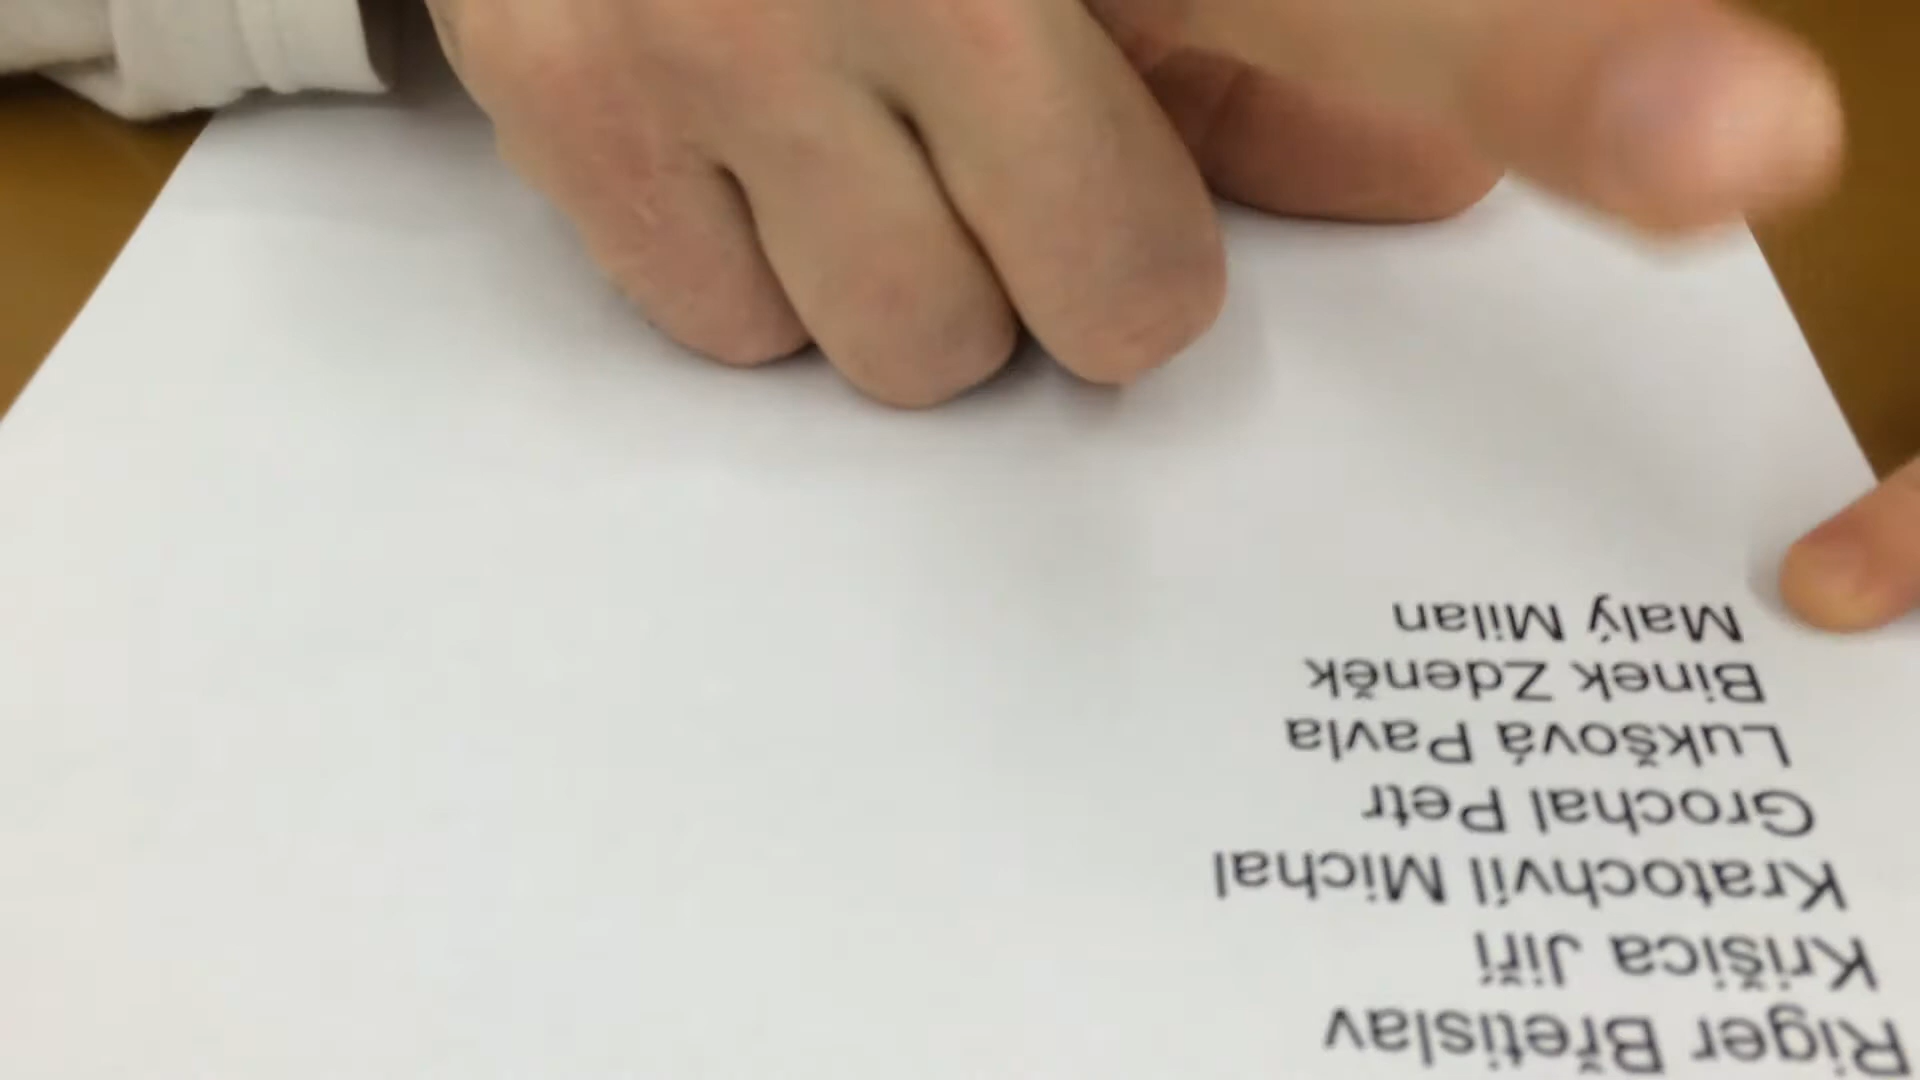 Riger Břetislav
Krišica Jiří
Kratochvíl Michal
Grochal Petr
Lukšová Pavla
Binek Zdeněk
Malý Milan